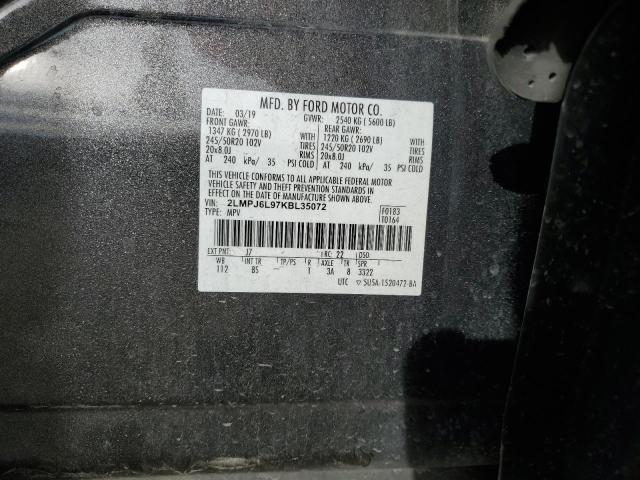 MFD. BY FORD MOTOR CO.
DATE: 03/19 GVWR: 2540 KG ( 5600 LB)
FRONT GAWR: REAR GAWR:
1347 KG ( 2970 LB) WITH 1220 KG ( 2690 LB) WITH
245/50R20 102V TIRES 245/50R20 102V TIRES
20x8.0J RIMS 20x8.0J RIMS
AT 240 kPa/ 35 PSI COLD AT 240 kPa/ 35 PSI COLD
THIS VEHICLE CONFORMS TO ALL APPLICABLE FEDERAL MOTOR
VEHICLE SAFETY AND THEFT PREVENTION STANDARDS IN
EFFECT ON THE DATE OF MANUFACTURE SHOWN ABOVE.
VIN: 2LMPJ6L97KBL35072 F0183
TYPE: MPV T0164
EXT PNT: J7 RC: 22 DSO:
WB INT TR TP/PS R AXLE TR SPR
112 BS 1 3A 8 3322
UTC ▽ 5U5A-1520472-BA